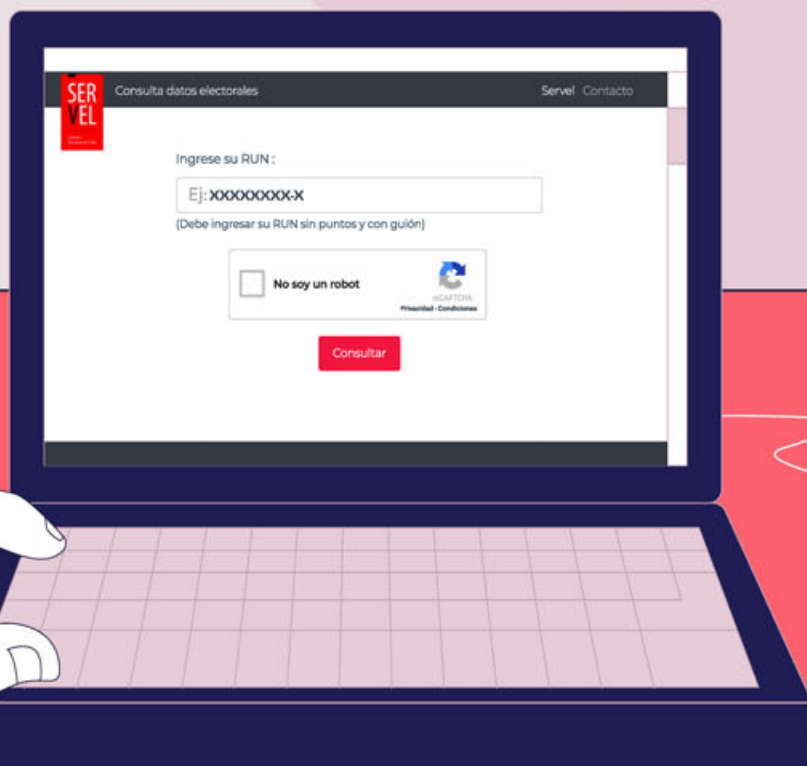 SER
VEL
Consulta datos electorales
Servel Contacto
Ingrese su RUN :
Ej: XXXXXXXX-X
(Debe ingresar su RUN sin puntos y con guión)
No soy un robot
reCAPTCHA
Privacidad - Condiciones
Consultar